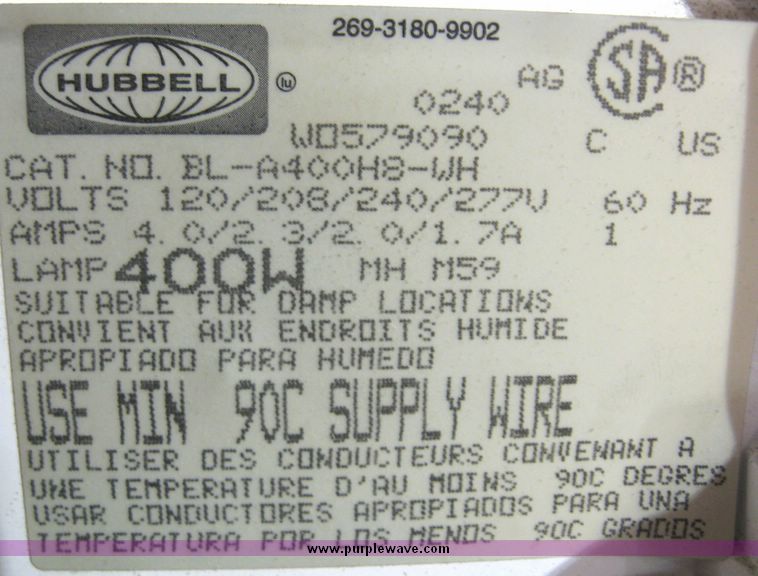 269-3180-9902
HUBBELL lu
AG SA ®
0240
WO579090 C US
CAT. NO. BL-A400H8-WH
VOLTS 120/208/240/277V 60 Hz
AMPS 4.0/2.3/2.0/1.7A 1
LAMP 400W MH M59
SUITABLE FOR DAMP LOCATIONS
CONVIENT AUX ENDROITS HUMIDE
APROPIADO PARA HUMEDO
USE MIN 90C SUPPLY WIRE
UTILISER DES CONDUCTEURS CONVENANT A
UNE TEMPERATURE D'AU MOINS 90C DEGRES
USAR CONDUCTORES APROPIADOS PARA UNA
TEMPERATURA POR LOS MENOS 90C GRADOS
www.purplewave.com